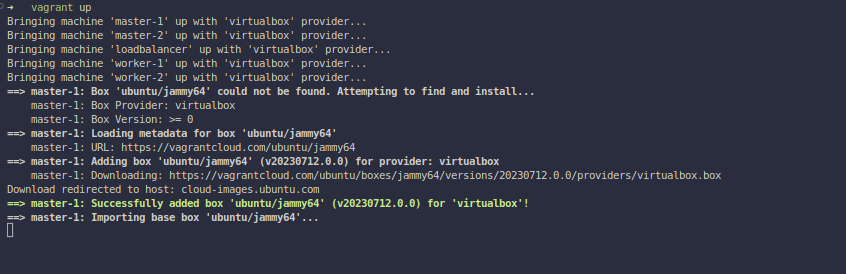 ➜ vagrant up
Bringing machine 'master-1' up with 'virtualbox' provider...
Bringing machine 'master-2' up with 'virtualbox' provider...
Bringing machine 'loadbalancer' up with 'virtualbox' provider...
Bringing machine 'worker-1' up with 'virtualbox' provider...
Bringing machine 'worker-2' up with 'virtualbox' provider...
==> master-1: Box 'ubuntu/jammy64' could not be found. Attempting to find and install...
    master-1: Box Provider: virtualbox
    master-1: Box Version: >= 0
==> master-1: Loading metadata for box 'ubuntu/jammy64'
    master-1: URL: https://vagrantcloud.com/ubuntu/jammy64
==> master-1: Adding box 'ubuntu/jammy64' (v20230712.0.0) for provider: virtualbox
    master-1: Downloading: https://vagrantcloud.com/ubuntu/boxes/jammy64/versions/20230712.0.0/providers/virtualbox.box
Download redirected to host: cloud-images.ubuntu.com
==> master-1: Successfully added box 'ubuntu/jammy64' (v20230712.0.0) for 'virtualbox'!
==> master-1: Importing base box 'ubuntu/jammy64'...